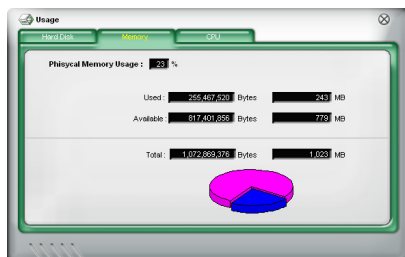 Usage
Hard Disk Memory CPU
Phisycal Memory Usage : 23 %
Used : 255,467,520 Bytes 243 MB
Available : 817,401,856 Bytes 779 MB
Total : 1,072,869,376 Bytes 1,023 MB